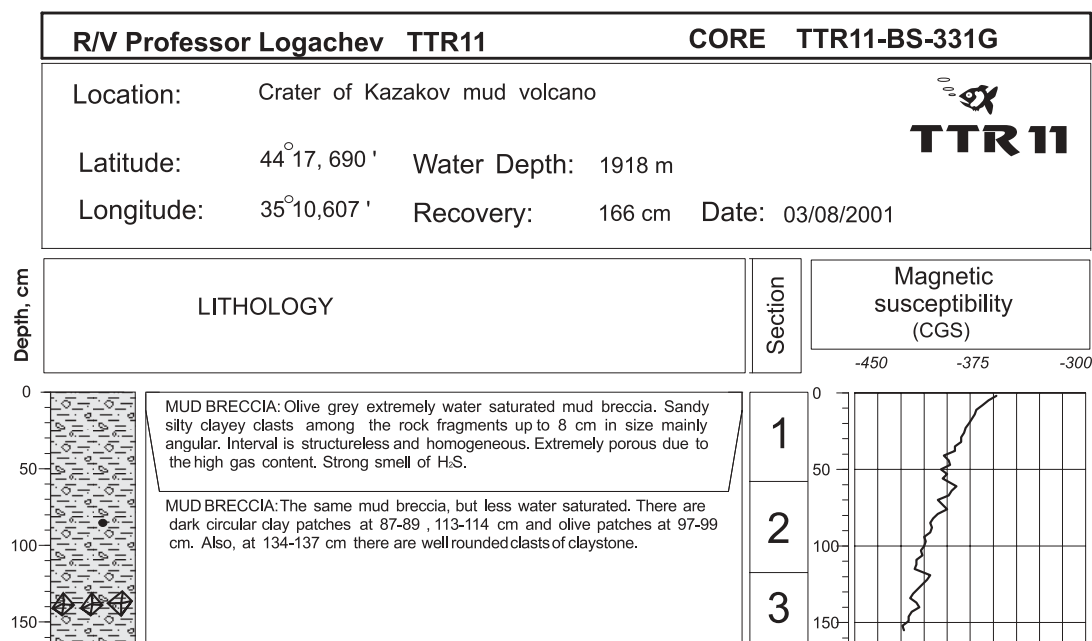 R/V Professor Logachev TTR11 CORE TTR11-BS-331G
Location: Crater of Kazakov mud volcano
TTR 11
Latitude: 44°17, 690 ' Water Depth: 1918 m
Longitude: 35°10,607 ' Recovery: 166 cm Date: 03/08/2001
Depth, cm
LITHOLOGY
Section
Magnetic
susceptibility
(CGS)
-450 -375 -300
0
50
100
150
MUD BRECCIA: Olive grey extremely water saturated mud breccia. Sandy
silty clayey clasts among the rock fragments up to 8 cm in size mainly
angular. Interval is structureless and homogeneous. Extremely porous due to
the high gas content. Strong smell of H₂S.
MUD BRECCIA: The same mud breccia, but less water saturated. There are
dark circular clay patches at 87-89 , 113-114 cm and olive patches at 97-99
cm. Also, at 134-137 cm there are well rounded clasts of claystone.
1
2
3
0
50
100
150